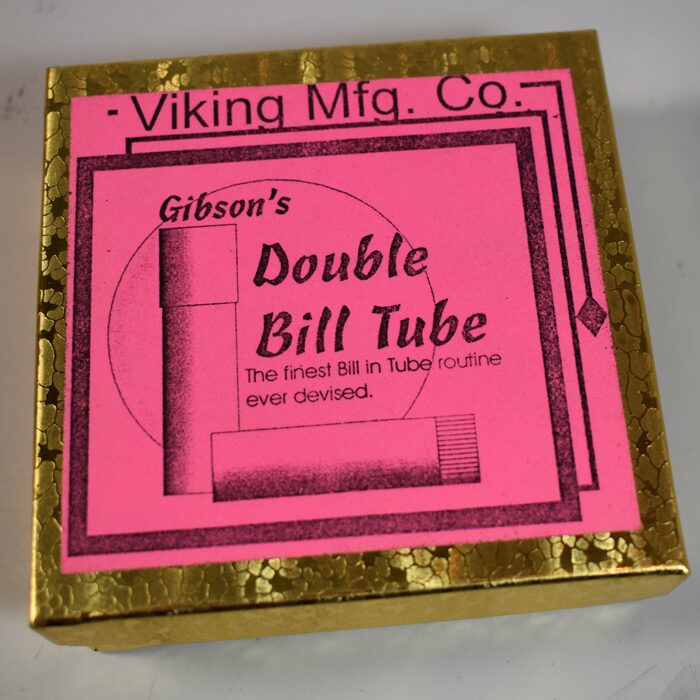 -Viking Mfg. Co.
Gibson's
Double
Bill Tube
The finest Bill in Tube routine
ever devised.